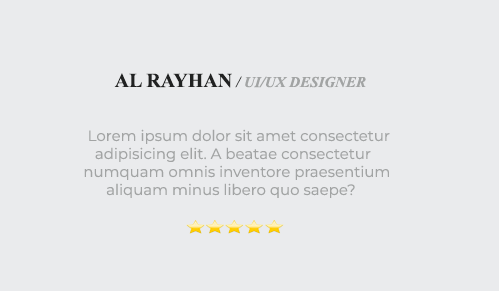 AL RAYHAN / UI/UX DESIGNER
Lorem ipsum dolor sit amet consectetur
adipisicing elit. A beatae consectetur
numquam omnis inventore praesentium
aliquam minus libero quo saepe?